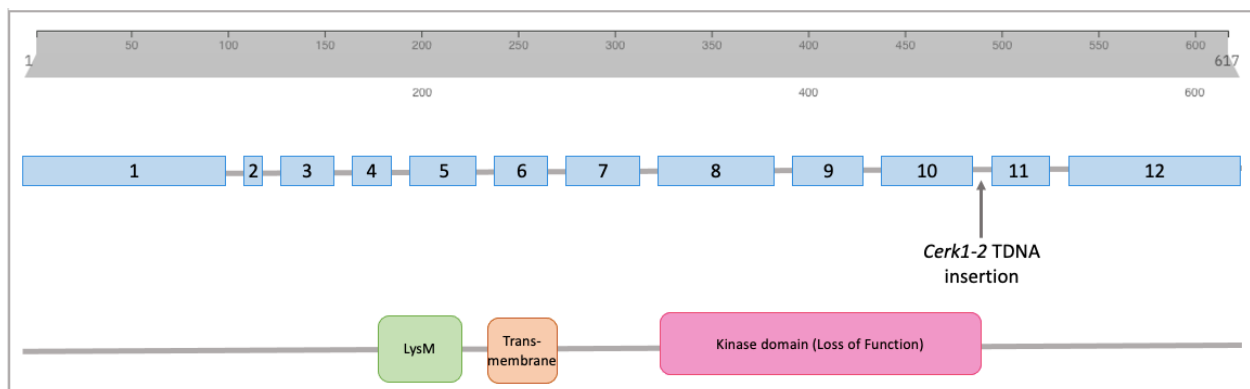 50 100 150 200 250 300 350 400 450 500 550 600
1 617
200 400 600
1 2 3 4 5 6 7 8 9 10 11 12
Cerk1-2 TDNA
insertion
LysM
Trans-
membrane
Kinase domain (Loss of Function)